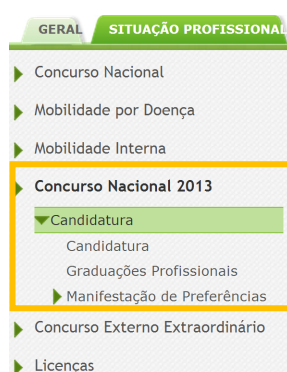 GERAL
SITUAÇÃO PROFISSIONAL
Concurso Nacional
Mobilidade por Doença
Mobilidade Interna
Concurso Nacional 2013
Candidatura
Candidatura
Graduações Profissionais
Manifestação de Preferências
Concurso Externo Extraordinário
Licenças